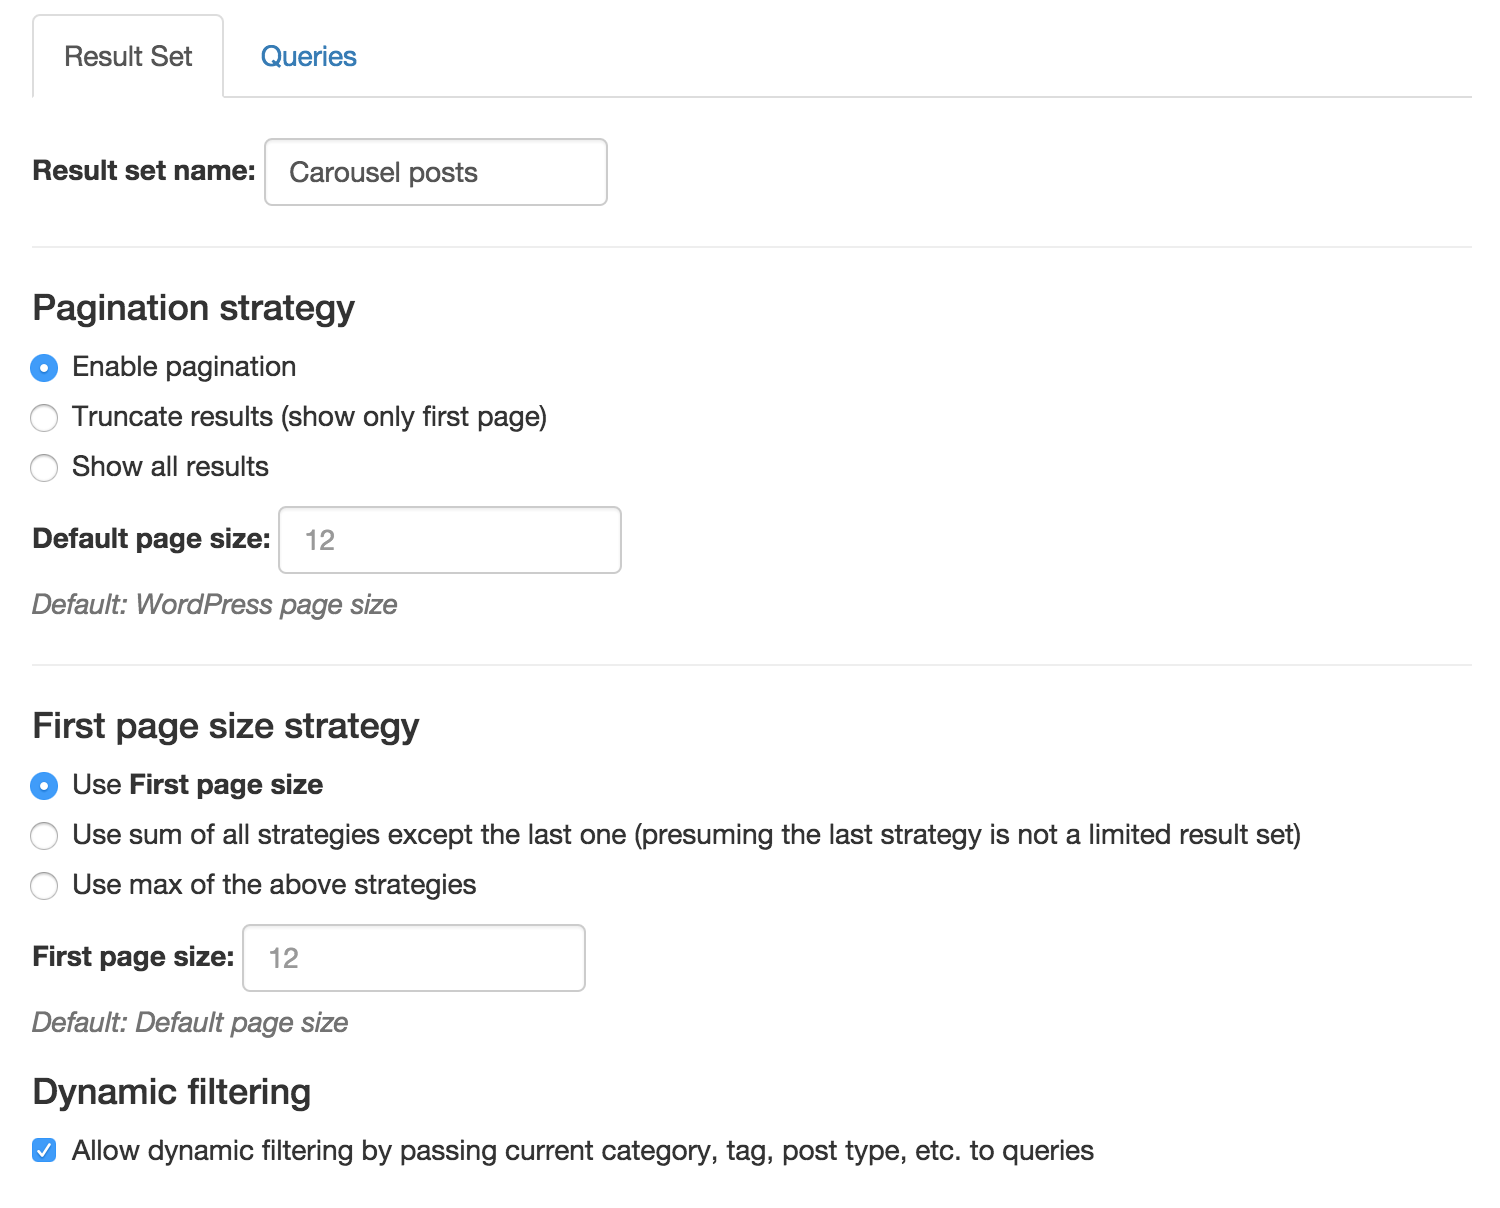 Result Set Queries
Result set name: Carousel posts
Pagination strategy
Enable pagination
Truncate results (show only first page)
Show all results
Default page size: 12
Default: WordPress page size
First page size strategy
Use First page size
Use sum of all strategies except the last one (presuming the last strategy is not a limited result set)
Use max of the above strategies
First page size: 12
Default: Default page size
Dynamic filtering
Allow dynamic filtering by passing current category, tag, post type, etc. to queries